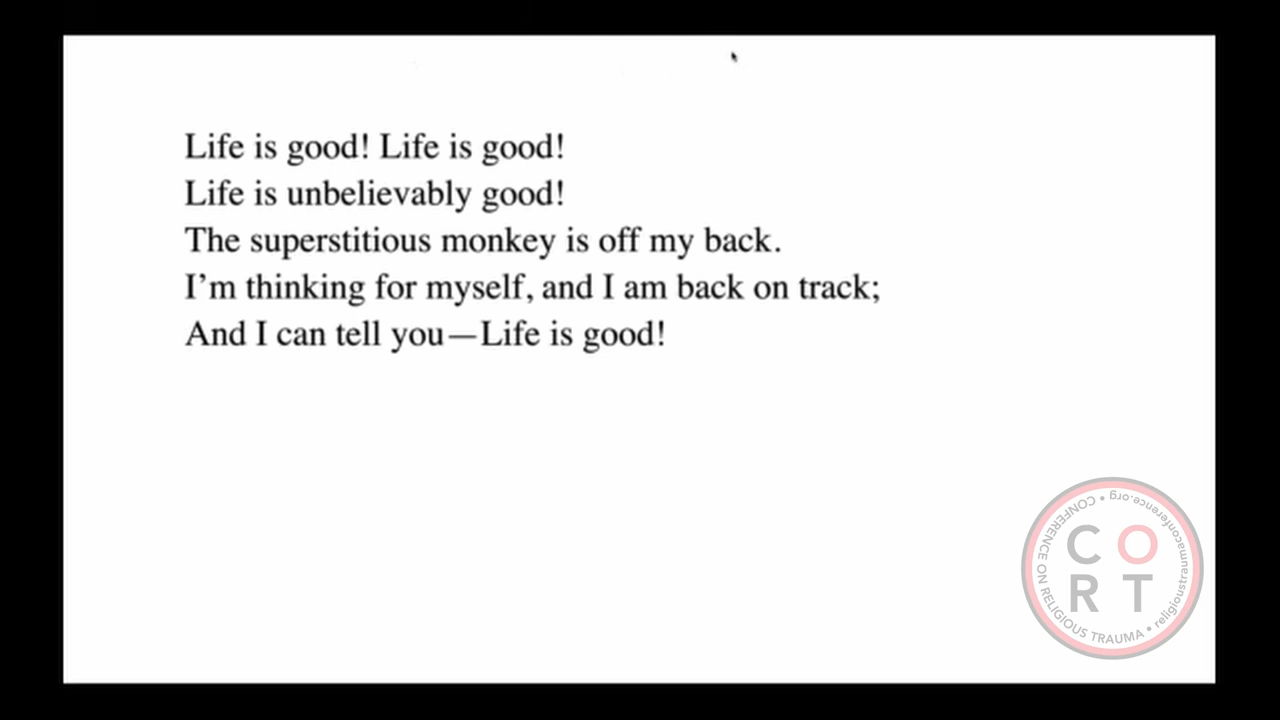 Life is good! Life is good!
Life is unbelievably good!
The superstitious monkey is off my back.
I’m thinking for myself, and I am back on track;
And I can tell you—Life is good!
C O
R T
CONFERENCE ON RELIGIOUS TRAUMA • religioustraumaconference.org •